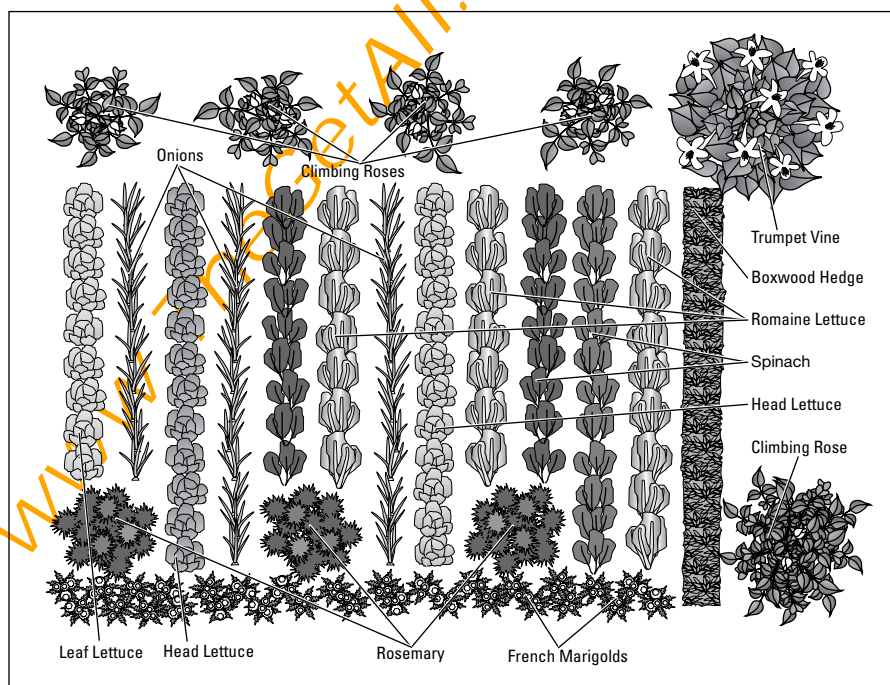 Onions
Climbing Roses
Trumpet Vine
Boxwood Hedge
Romaine Lettuce
Spinach
Head Lettuce
Climbing Rose
Leaf Lettuce
Head Lettuce
Rosemary
French Marigolds